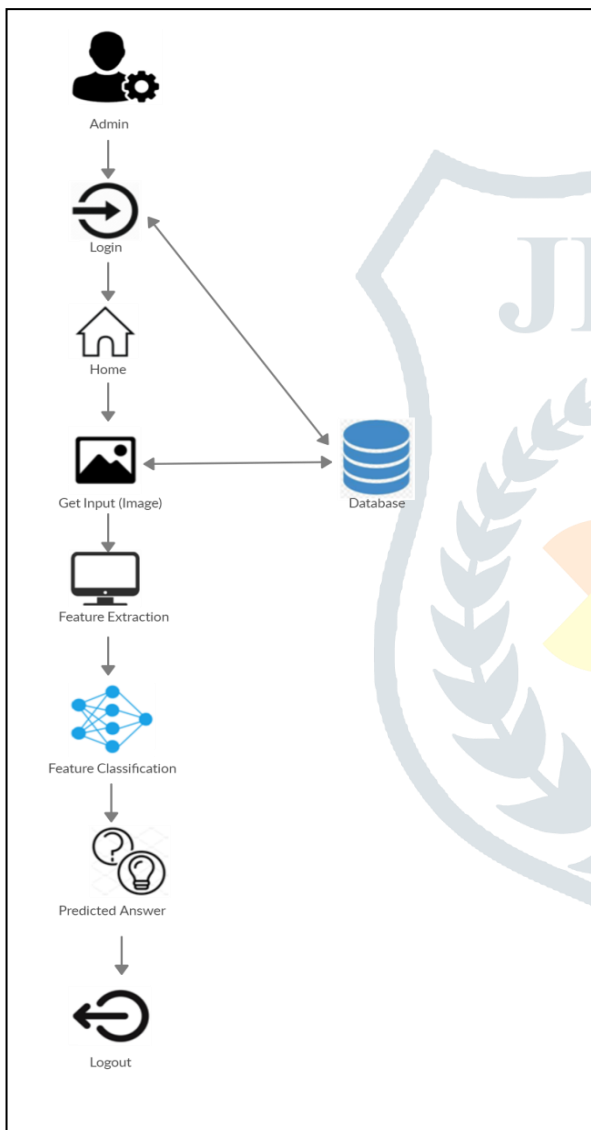 Admin
Login
Home
Get Input (Image)
Database
Feature Extraction
Feature Classification
Predicted Answer
Logout